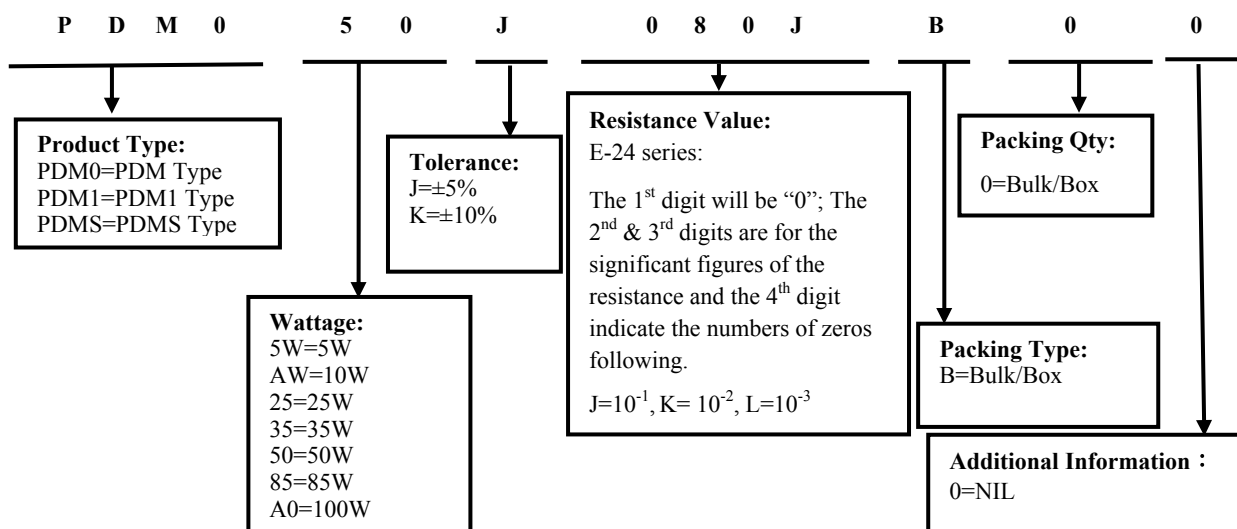 P D M 0 5 0 J 0 8 0 J B 0 0
Product Type:
PDM0=PDM Type
PDM1=PDM1 Type
PDMS=PDMS Type
Wattage:
5W=5W
AW=10W
25=25W
35=35W
50=50W
85=85W
A0=100W
Tolerance:
J=±5%
K=±10%
Resistance Value:
E-24 series:
The 1st digit will be “0”; The
2nd & 3rd digits are for the
significant figures of the
resistance and the 4th digit
indicate the numbers of zeros
following.
J=10-1, K= 10-2, L=10-3
Packing Type:
B=Bulk/Box
Packing Qty:
0=Bulk/Box
Additional Information：
0=NIL